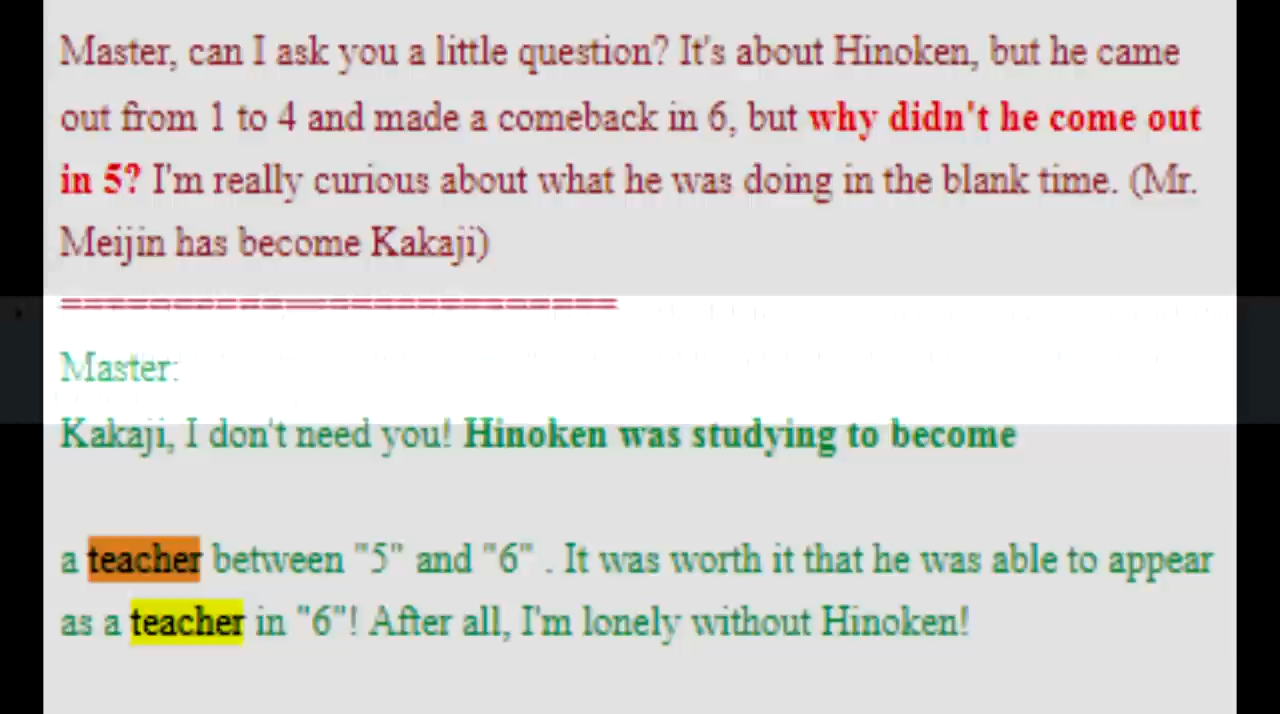 Master, can I ask you a little question? It's about Hinoken, but he came
out from 1 to 4 and made a comeback in 6, but why didn't he come out
in 5? I'm really curious about what he was doing in the blank time. (Mr.
Meijin has become Kakaji)
=========================
Master:
Kakaji, I don't need you! Hinoken was studying to become
a teacher between "5" and "6" . It was worth it that he was able to appear
as a teacher in "6"! After all, I'm lonely without Hinoken!